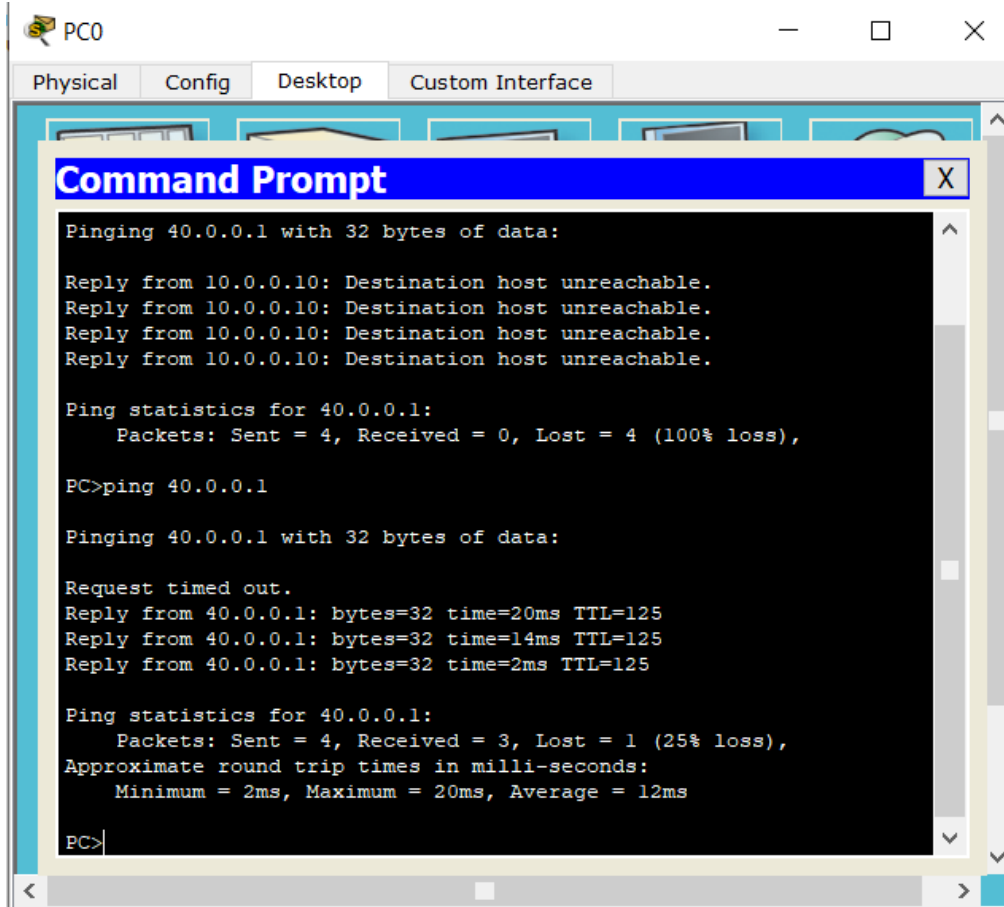 PC0
Physical Config Desktop Custom Interface
Command Prompt X
Pinging 40.0.0.1 with 32 bytes of data:
Reply from 10.0.0.10: Destination host unreachable.
Reply from 10.0.0.10: Destination host unreachable.
Reply from 10.0.0.10: Destination host unreachable.
Reply from 10.0.0.10: Destination host unreachable.
Ping statistics for 40.0.0.1:
Packets: Sent = 4, Received = 0, Lost = 4 (100% loss),
PC>ping 40.0.0.1
Pinging 40.0.0.1 with 32 bytes of data:
Request timed out.
Reply from 40.0.0.1: bytes=32 time=20ms TTL=125
Reply from 40.0.0.1: bytes=32 time=14ms TTL=125
Reply from 40.0.0.1: bytes=32 time=2ms TTL=125
Ping statistics for 40.0.0.1:
Packets: Sent = 4, Received = 3, Lost = 1 (25% loss),
Approximate round trip times in milli-seconds:
Minimum = 2ms, Maximum = 20ms, Average = 12ms
PC>